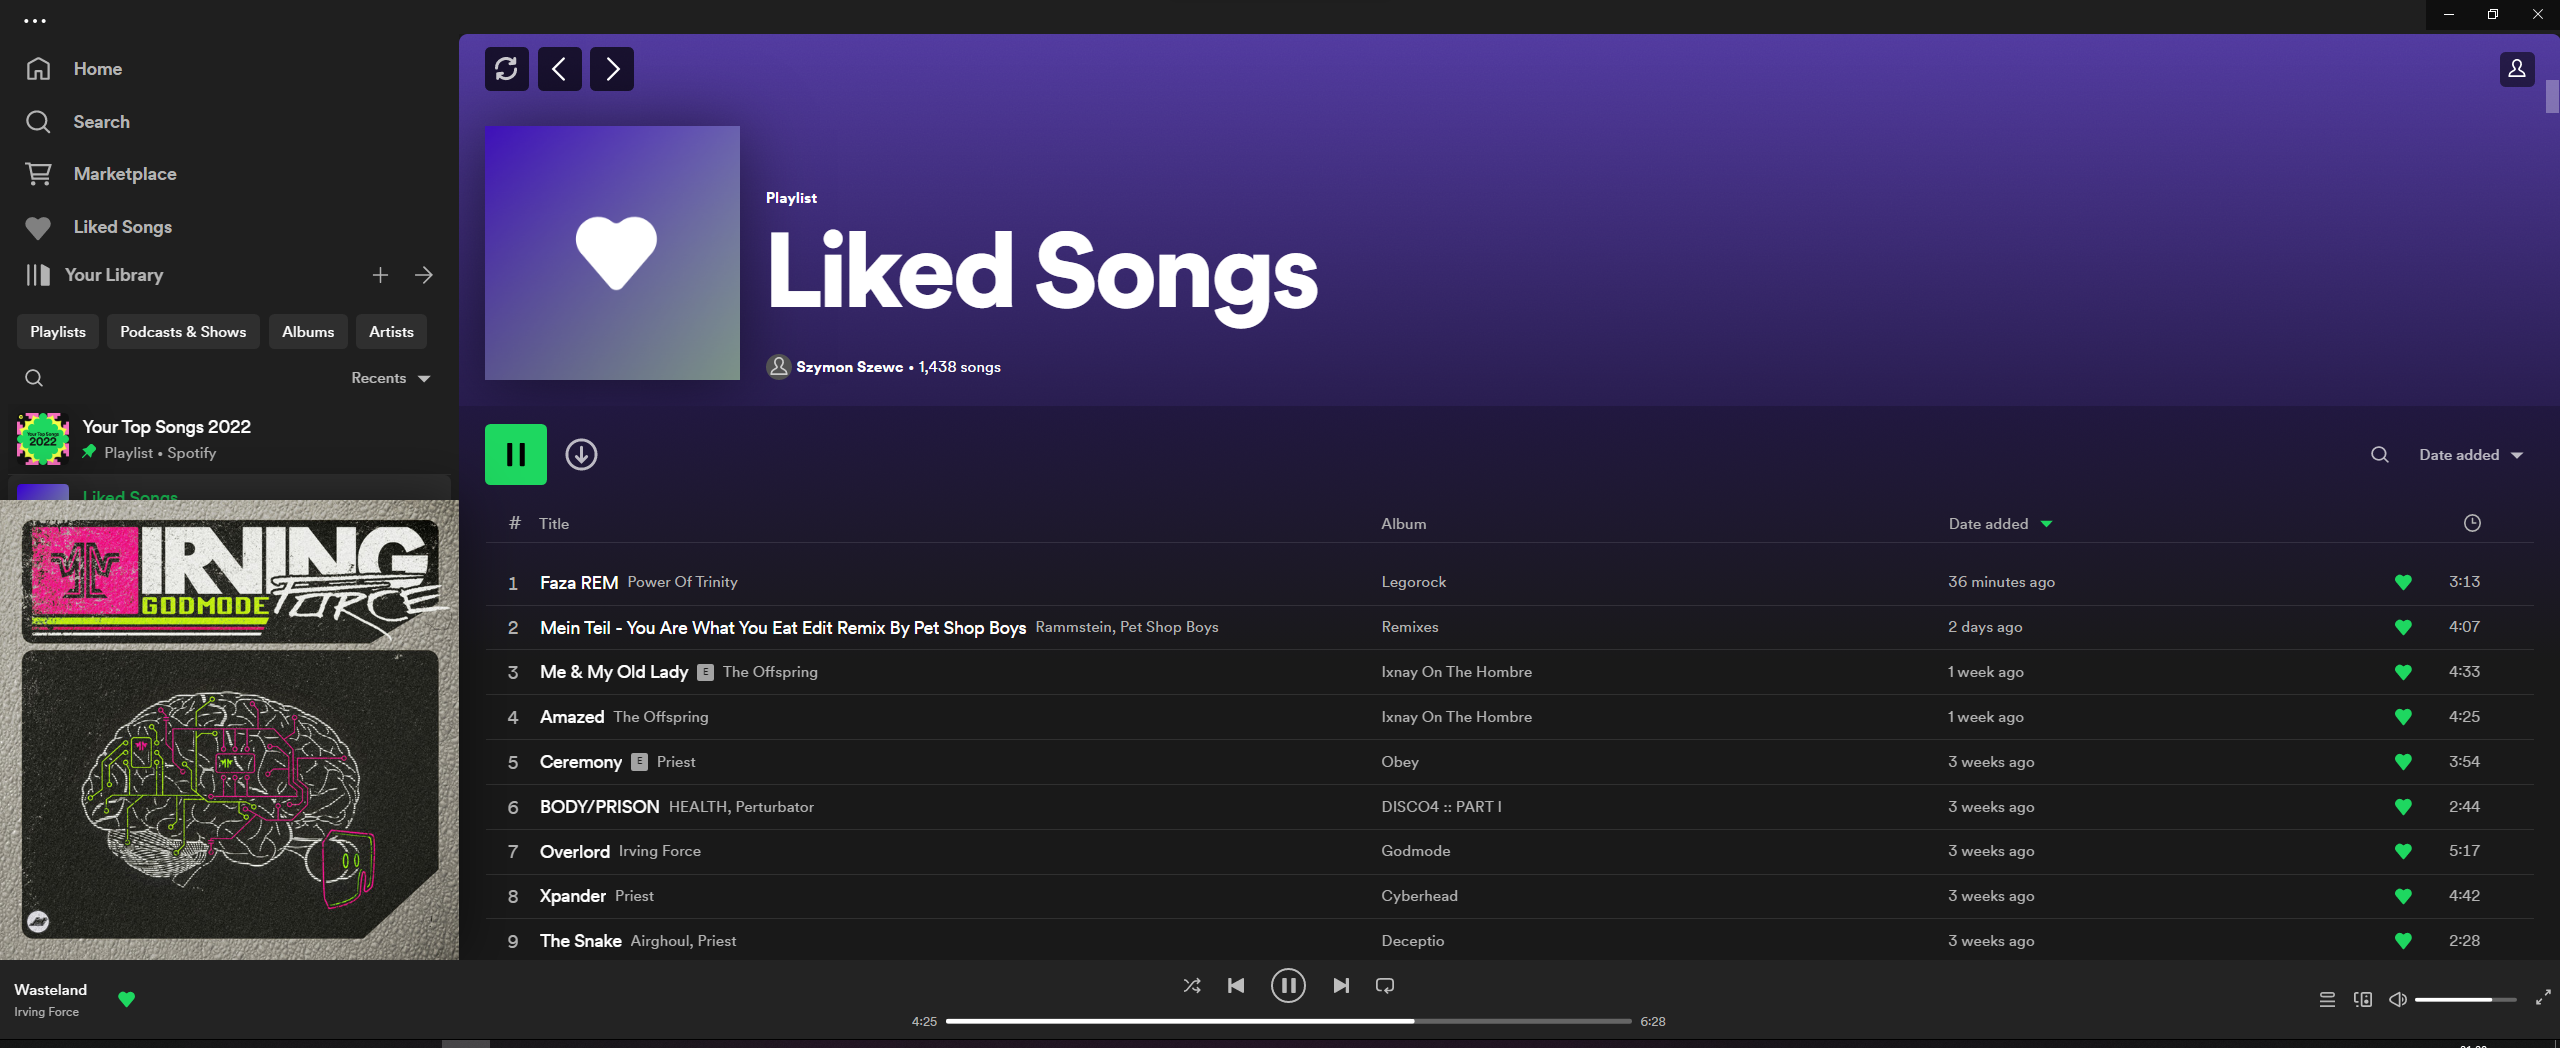 Home
Search
Marketplace
Liked Songs
Your Library
Playlists Podcasts & Shows Albums Artists
Recents
Your Top Songs 2022
Playlist • Spotify
Liked Songs
IRVING
GODMODE FORCE
Playlist
Liked Songs
Szymon Szewc • 1,438 songs
Date added
# Title Album Date added
1 Faza REM Power Of Trinity Legorock 36 minutes ago 3:13
2 Mein Teil - You Are What You Eat Edit Remix By Pet Shop Boys Rammstein, Pet Shop Boys Remixes 2 days ago 4:07
3 Me & My Old Lady E The Offspring Ixnay On The Hombre 1 week ago 4:33
4 Amazed The Offspring Ixnay On The Hombre 1 week ago 4:25
5 Ceremony E Priest Obey 3 weeks ago 3:54
6 BODY/PRISON HEALTH, Perturbator DISCO4 :: PART I 3 weeks ago 2:44
7 Overlord Irving Force Godmode 3 weeks ago 5:17
8 Xpander Priest Cyberhead 3 weeks ago 4:42
9 The Snake Airghoul, Priest Deceptio 3 weeks ago 2:28
Wasteland
Irving Force
4:25 6:28